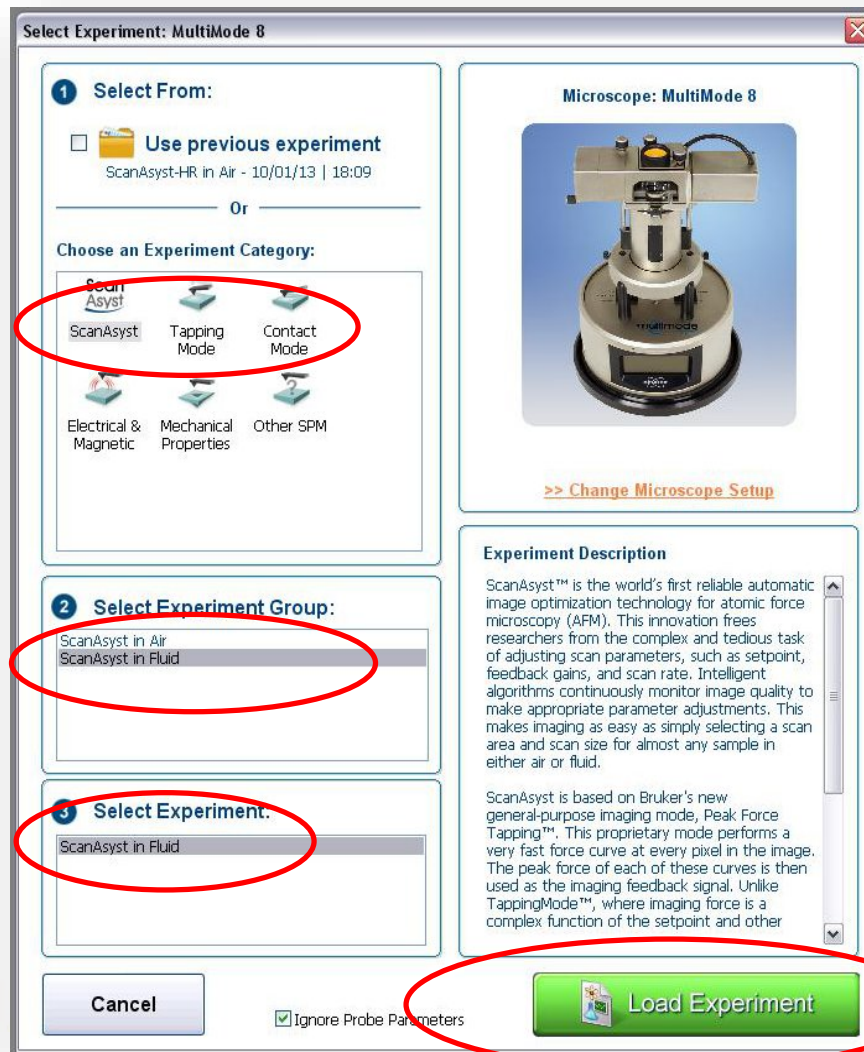 Select Experiment: MultiMode 8
1 Select From:
Use previous experiment
ScanAsyst-HR in Air - 10/01/13 | 18:09
Or
Choose an Experiment Category:
Scan
Asyst
ScanAsyst
Tapping
Mode
Contact
Mode
Electrical &
Magnetic
Mechanical
Properties
Other SPM
2 Select Experiment Group:
ScanAsyst in Air
ScanAsyst in Fluid
3 Select Experiment:
ScanAsyst in Fluid
Cancel
Ignore Probe Parameters
Microscope: MultiMode 8
multimode
>> Change Microscope Setup
Experiment Description
ScanAsyst™ is the world's first reliable automatic
image optimization technology for atomic force
microscopy (AFM). This innovation frees
researchers from the complex and tedious task
of adjusting scan parameters, such as setpoint,
feedback gains, and scan rate. Intelligent
algorithms continuously monitor image quality to
make appropriate parameter adjustments. This
makes imaging as easy as simply selecting a scan
area and scan size for almost any sample in
either air or fluid.
ScanAsyst is based on Bruker's new
general-purpose imaging mode, Peak Force
Tapping™. This proprietary mode performs a
very fast force curve at every pixel in the image.
The peak force of each of these curves is then
used as the imaging feedback signal. Unlike
TappingMode™, where imaging force is a
complex function of the setpoint and other
Load Experiment